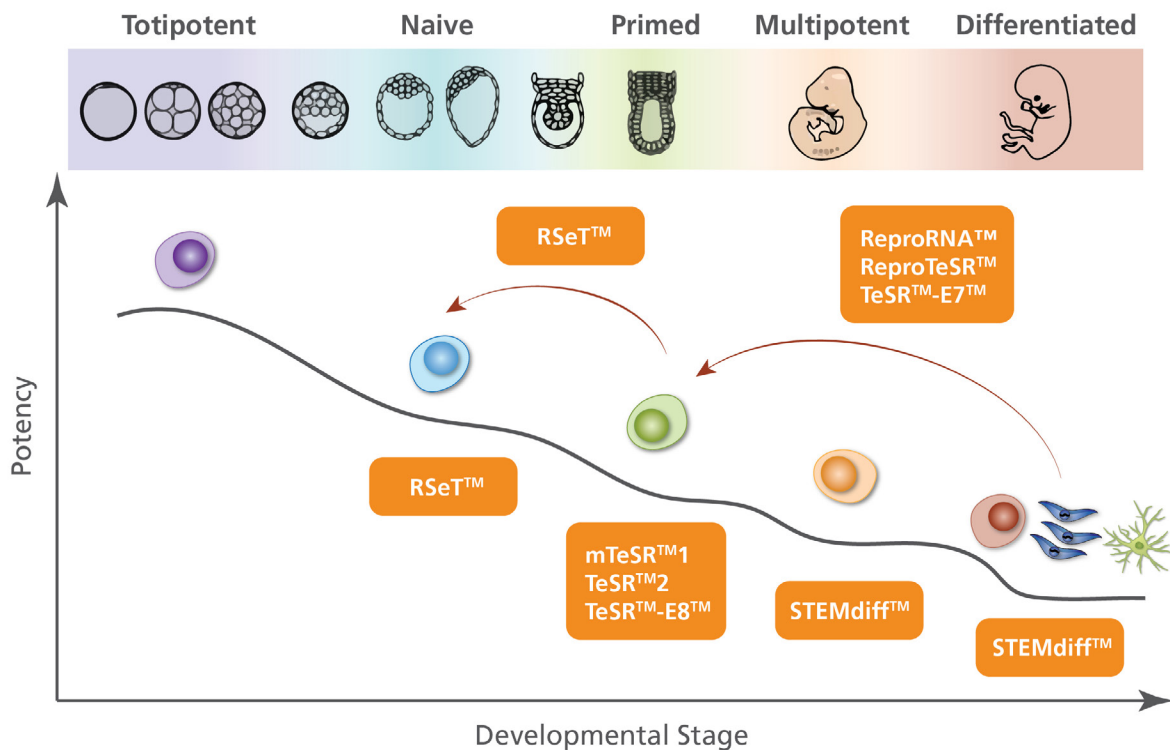 Totipotent
Naive
Primed
Multipotent
Differentiated
RSeT™
ReproRNA™
ReproTeSR™
TeSR™-E7™
Potency
RSeT™
mTeSR™1
TeSR™2
TeSR™-E8™
STEMdiff™
STEMdiff™
Developmental Stage